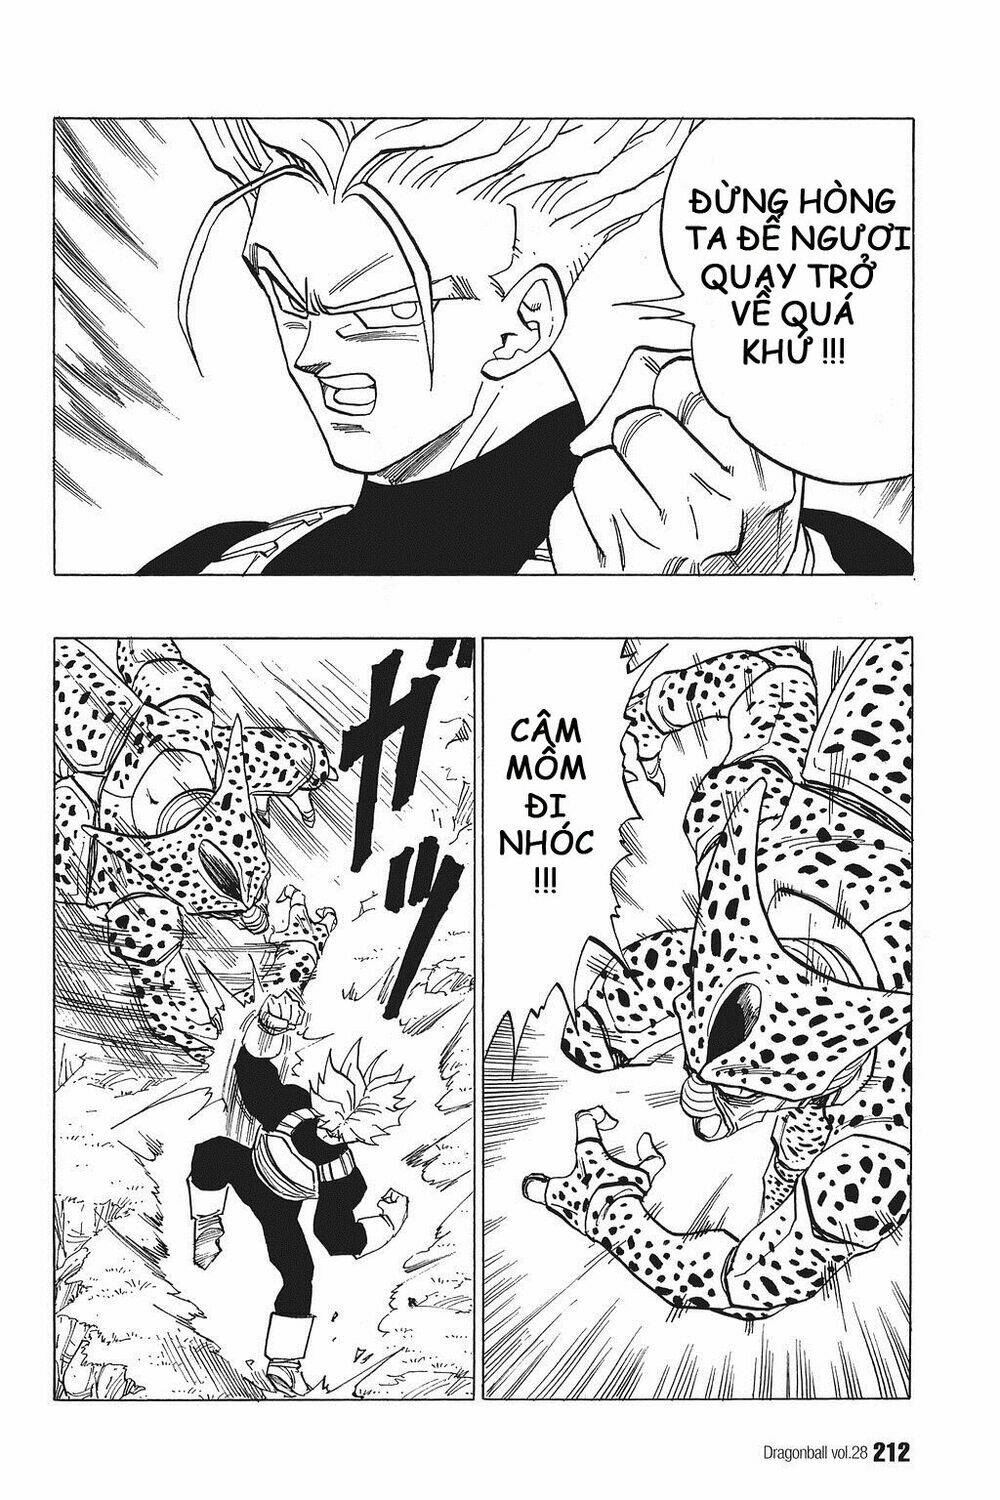 ĐỪNG HÒNG
TA ĐỂ NGƯƠI
QUAY TRỞ
VỀ QUÁ
KHỨ !!!
CÂM
MỒM
ĐI
NHÓC
!!!
ガッ
Dragonball vol.28 212